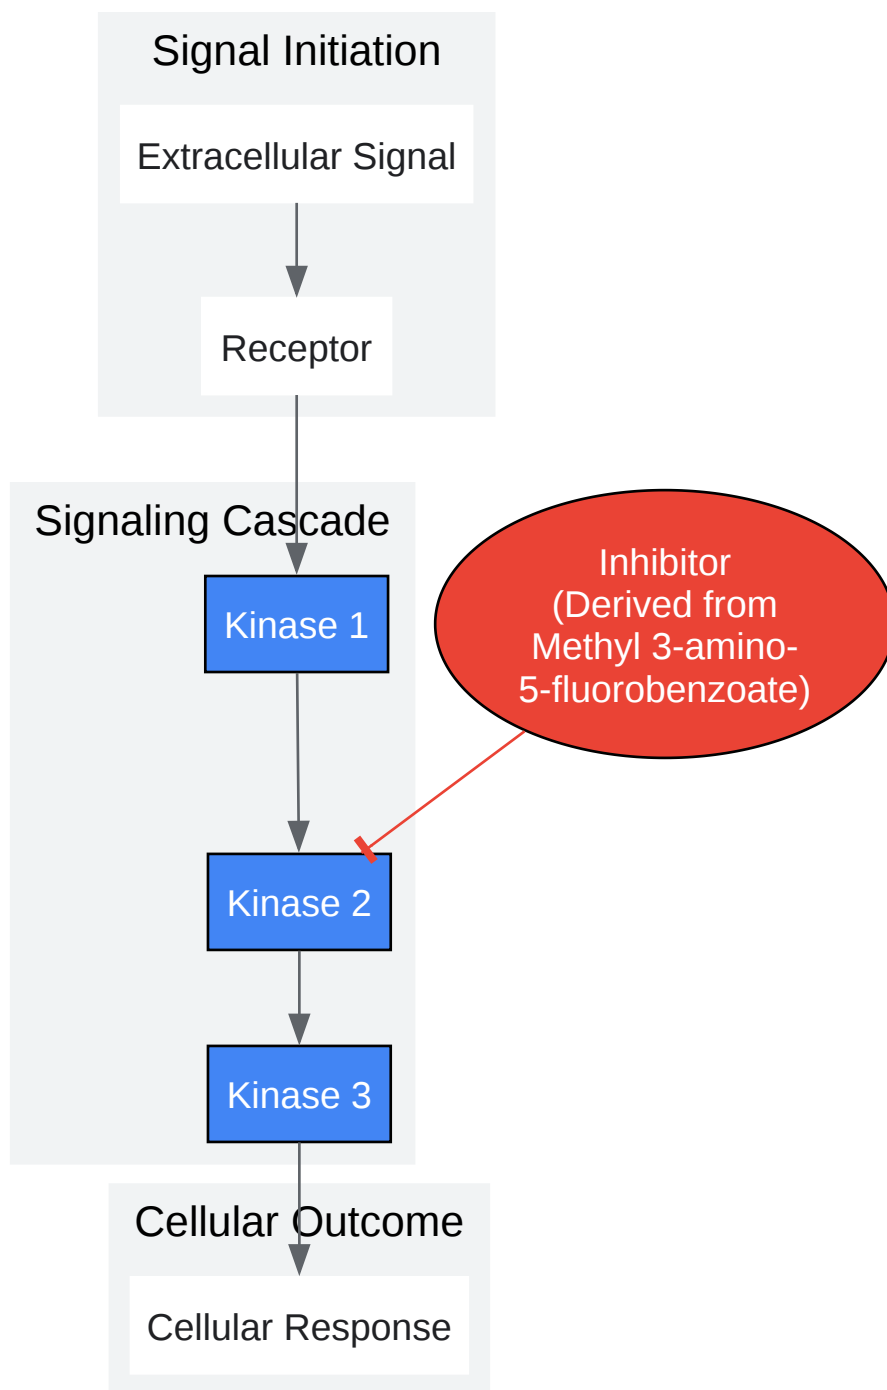 Signal Initiation
Extracellular Signal
Receptor
Signaling Cascade
Kinase 1
Inhibitor
(Derived from
Methyl 3-amino-
5-fluorobenzoate)
Kinase 2
Kinase 3
Cellular Outcome
Cellular Response